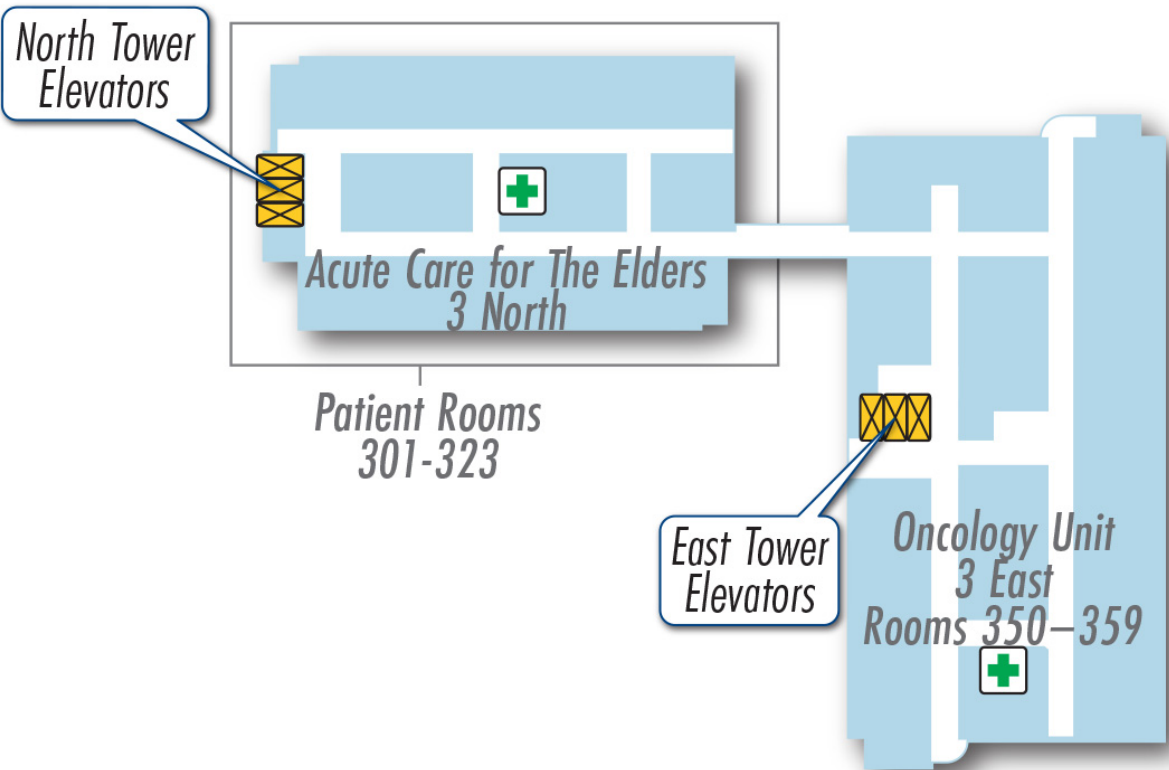 North Tower
Elevators
Acute Care for The Elders
3 North
Patient Rooms
301-323
East Tower
Elevators
Oncology Unit
3 East
Rooms 350–359